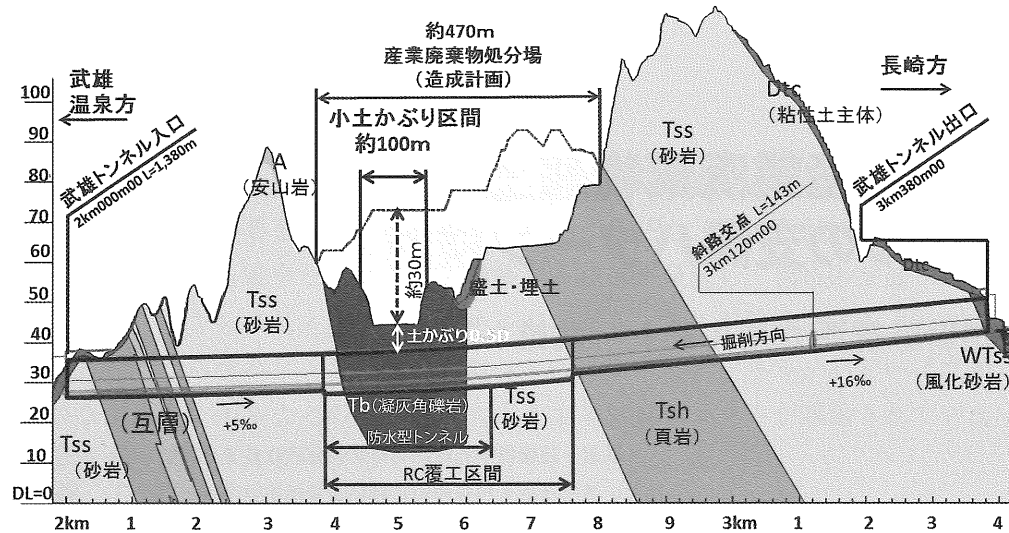 約470m
産業廃棄物処分場
（造成計画）
武雄
温泉方
長崎方
小土かぶり区間
約100m
武雄トンネル入口
2km000m00 L=1,380m
武雄トンネル出口
3km380m00
A
(安山岩)
Tss
(砂岩)
Dtc
(粘性土主体)
Tss
(砂岩)
斜路交点 L=143m
3km120m00
約30m
盛土・埋土
土かぶり0.5D
Dtc
掘削方向
+16‰
WTss
(風化砂岩)
+5‰
(互層)
Tss
(砂岩)
Tb(凝灰角礫岩)
Tss
(砂岩)
Tsh
(頁岩)
防水型トンネル
RC覆工区間
100
90
80
70
60
50
40
30
20
10
DL=0
2km 1 2 3 4 5 6 7 8 9 3km 1 2 3 4